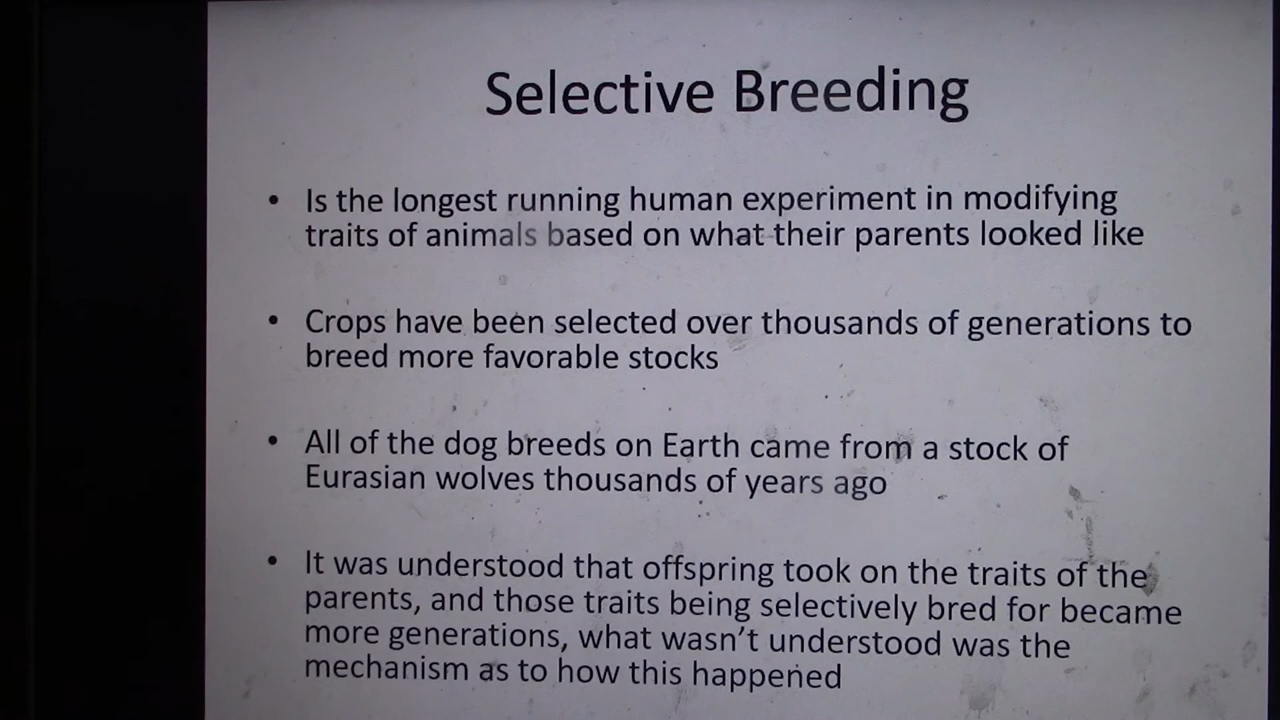 Selective Breeding
• Is the longest running human experiment in modifying
traits of animals based on what their parents looked like
• Crops have been selected over thousands of generations to
breed more favorable stocks
• All of the dog breeds on Earth came from a stock of
Eurasian wolves thousands of years ago
• It was understood that offspring took on the traits of the
parents, and those traits being selectively bred for became
more generations, what wasn't understood was the
mechanism as to how this happened